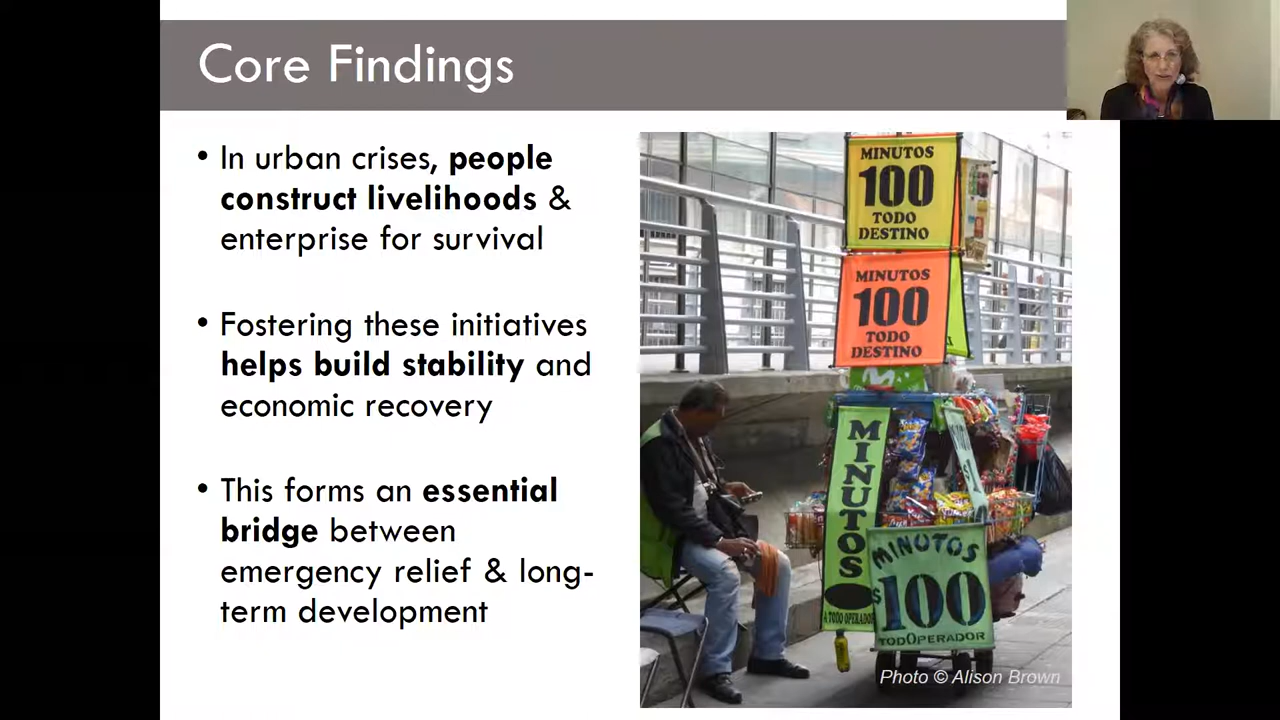 Core Findings
• In urban crises, people
construct livelihoods &
enterprise for survival
• Fostering these initiatives
helps build stability and
economic recovery
• This forms an essential
bridge between
emergency relief & long-
term development
MINUTOS
100
TODO
DESTINO
MINUTOS
100
TODO
DESTINO
MINUTOS
A TODO OPERADOR
MINUTOS
$100
TODOPERADOR
Photo © Alison Brown